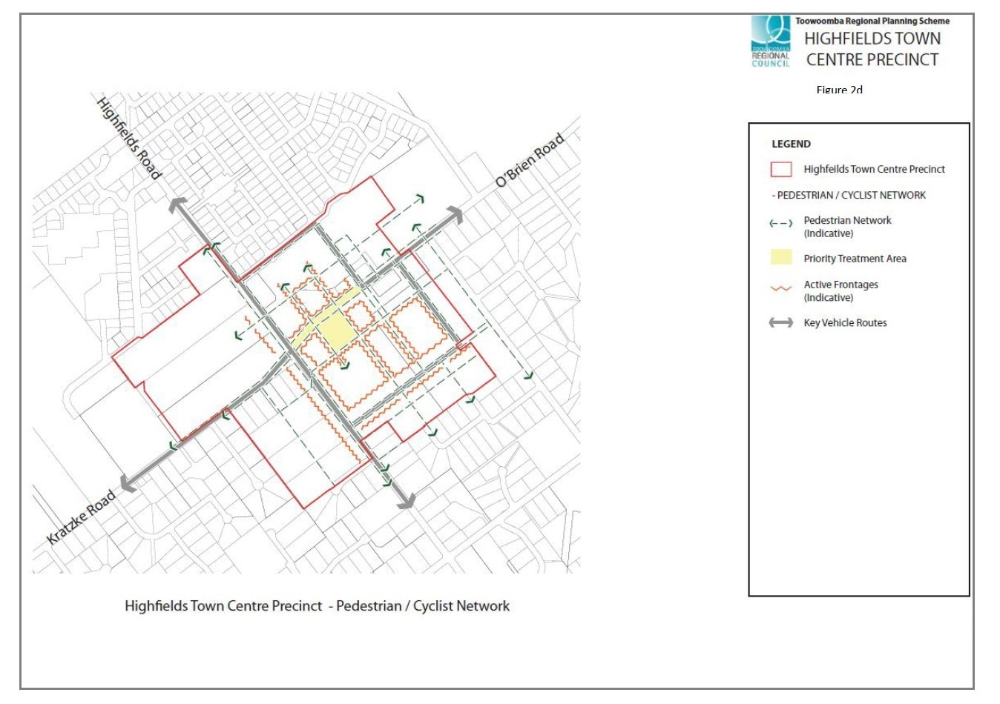 Toowoomba Regional Planning Scheme
HIGHFIELDS TOWN
CENTRE PRECINCT
TOOWOOMBA
REGIONAL
COUNCIL
Figure 2d
Highfields Road
O'Brien Road
Kratzke Road
LEGEND
Highfeilds Town Centre Precinct
- PEDESTRIAN / CYCLIST NETWORK
Pedestrian Network
(Indicative)
Priority Treatment Area
Active Frontages
(Indicative)
Key Vehicle Routes
Highfields Town Centre Precinct - Pedestrian / Cyclist Network